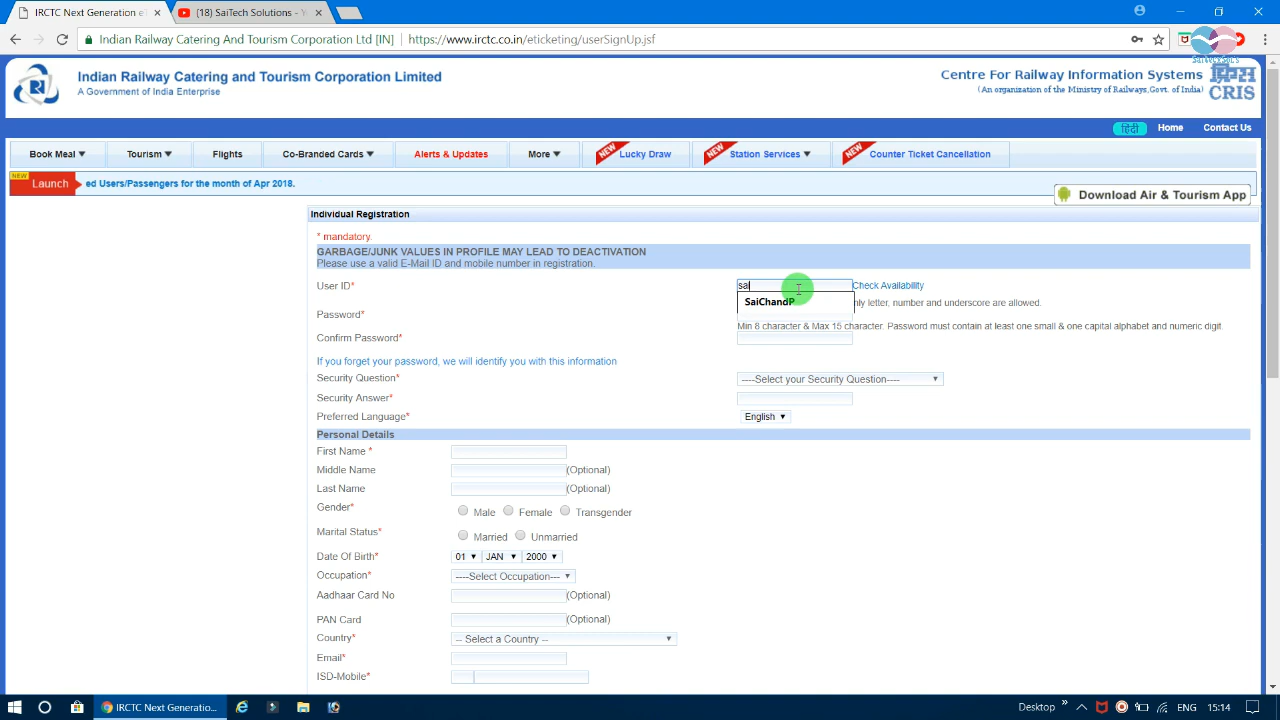 IRCTC Next Generation e
(18) SaiTech Solutions - Y
Indian Railway Catering And Tourism Corporation Ltd [IN]
https://www.irctc.co.in/eticketing/userSignUp.jsf
Indian Railway Catering and Tourism Corporation Limited
A Government of India Enterprise
Centre For Railway Information Systems
(An organization of the Ministry of Railways,Govt. of India)
CRIS
हिंदी Home Contact Us
Book Meal Tourism Flights Co-Branded Cards Alerts & Updates More NEW Lucky Draw NEW Station Services NEW Counter Ticket Cancellation
NEW
Launch ed Users/Passengers for the month of Apr 2018.
Download Air & Tourism App
Individual Registration
* mandatory.
GARBAGE/JUNK VALUES IN PROFILE MAY LEAD TO DEACTIVATION
Please use a valid E-Mail ID and mobile number in registration.
User ID* sai Check Availability
SaiChandP nly letter, number and underscore are allowed.
Password*
Min 8 character & Max 15 character. Password must contain at least one small & one capital alphabet and numeric digit
Confirm Password*
If you forget your password, we will identify you with this information
Security Question* ----Select your Security Question----
Security Answer*
Preferred Language* English
Personal Details
First Name *
Middle Name (Optional)
Last Name (Optional)
Gender* Male Female Transgender
Marital Status* Married Unmarried
Date Of Birth* 01 JAN 2000
Occupation* ----Select Occupation---
Aadhaar Card No (Optional)
PAN Card (Optional)
Country* -- Select a Country --
Email*
ISD-Mobile*
IRCTC Next Generatio...
Desktop ENG 15:14